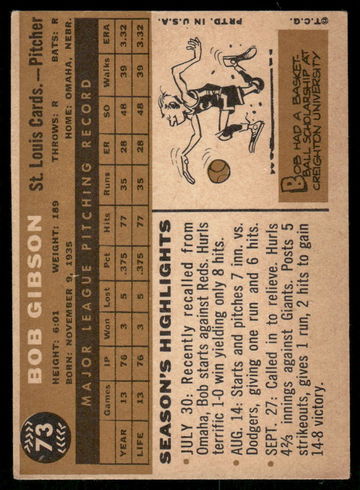 73
BOB GIBSON
St. Louis Cards.—Pitcher
HEIGHT: 6:01 WEIGHT: 189 THROWS: R BATS: R
BORN: NOVEMBER 9, 1935 HOME: OMAHA, NEBR.
MAJOR LEAGUE PITCHING RECORD
Games IP Won Lost Pct Hits Runs ER SO Walks ERA
YEAR 13 76 3 5 .375 77 35 28 48 39 3.32
LIFE 13 76 3 5 .375 77 35 28 48 39 3.32
SEASON'S HIGHLIGHTS
• JULY 30: Recently recalled from
Omaha, Bob starts against Reds. Hurls
terrific 1-0 win yielding only 8 hits.
• AUG. 14: Starts and pitches 7 inn. vs.
Dodgers, giving one run and 6 hits.
• SEPT. 27: Called in to relieve. Hurls
4⅔ innings against Giants. Posts 5
strikeouts, gives 1 run, 2 hits to gain
14-8 victory.
BOB HAD A BASKET-
BALL SCHOLARSHIP AT
CREIGHTON UNIVERSITY
©T.C.G. PRTD. IN U.S.A.